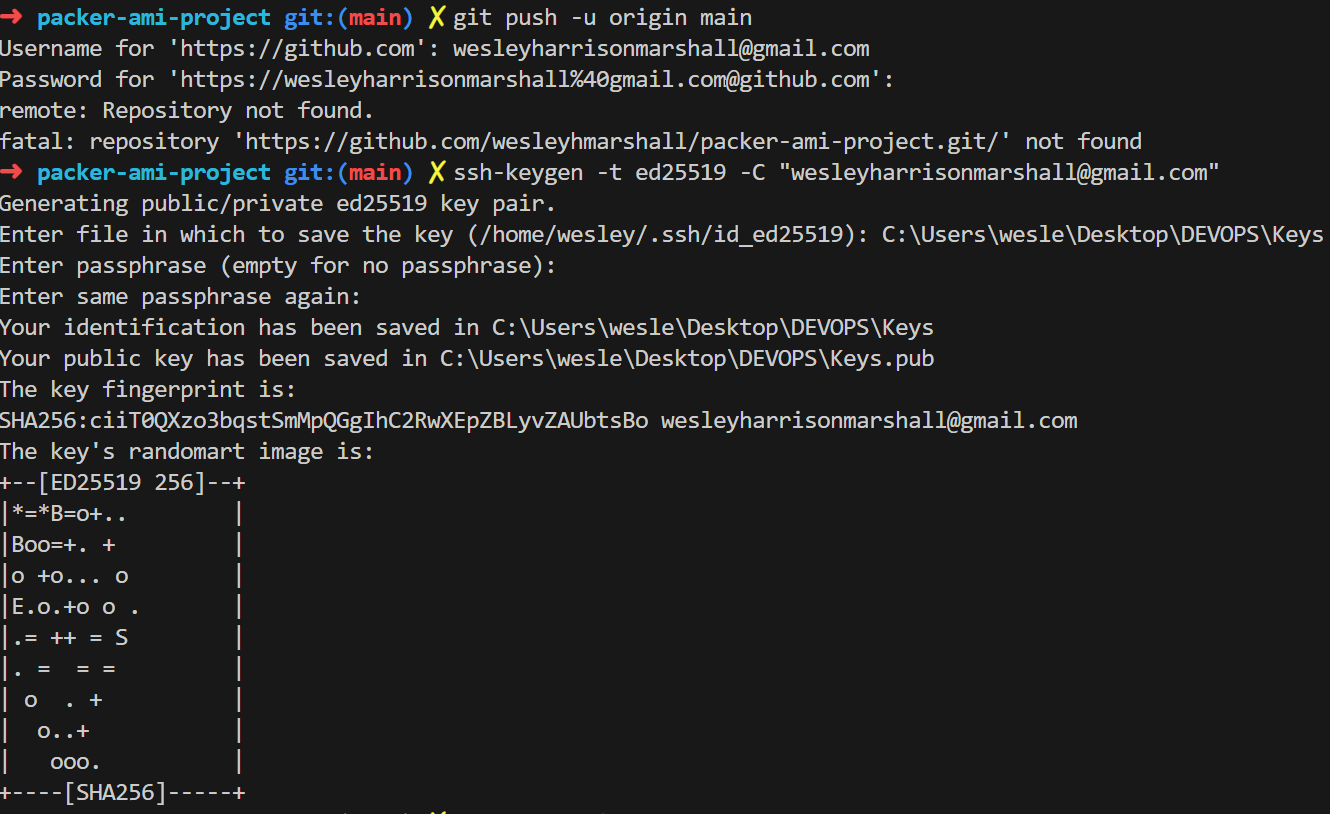 ➜ packer-ami-project git:(main) ✗ git push -u origin main
Username for 'https://github.com': wesleyharrisonmarshall@gmail.com
Password for 'https://wesleyharrisonmarshall%40gmail.com@github.com':
remote: Repository not found.
fatal: repository 'https://github.com/wesleyhmarshall/packer-ami-project.git/' not found
➜ packer-ami-project git:(main) ✗ ssh-keygen -t ed25519 -C "wesleyharrisonmarshall@gmail.com"
Generating public/private ed25519 key pair.
Enter file in which to save the key (/home/wesley/.ssh/id_ed25519): C:\Users\wesle\Desktop\DEVOPS\Keys
Enter passphrase (empty for no passphrase):
Enter same passphrase again:
Your identification has been saved in C:\Users\wesle\Desktop\DEVOPS\Keys
Your public key has been saved in C:\Users\wesle\Desktop\DEVOPS\Keys.pub
The key fingerprint is:
SHA256:ciiT0QXzo3bqstSmMpQGgIhC2RwXEpZBLyvZAUbtsBo wesleyharrisonmarshall@gmail.com
The key's randomart image is:
+--[ED25519 256]--+
|*=*B=o+..        |
|Boo=+. +         |
|o +o... o        |
|E.o.+o o .       |
|.= ++ = S        |
|. =  = =         |
| o  . +          |
|  o..+           |
|   ooo.          |
+----[SHA256]-----+